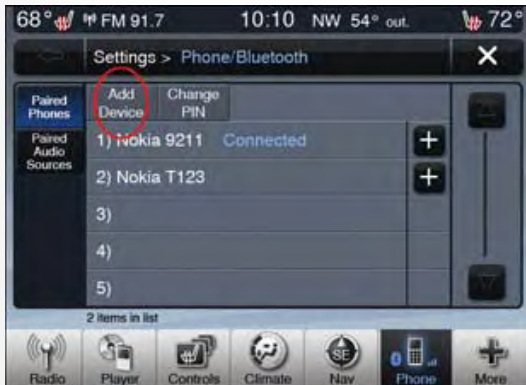 68° FM 91.7 10:10 NW 54° out. 72°
Settings > Phone/Bluetooth X
Paired Phones
Paired Audio Sources
Add Device
Change PIN
1) Nokia 9211 Connected +
2) Nokia T123 +
3)
4)
5)
2 items in list
SE
Radio Player Controls Climate Nav Phone More